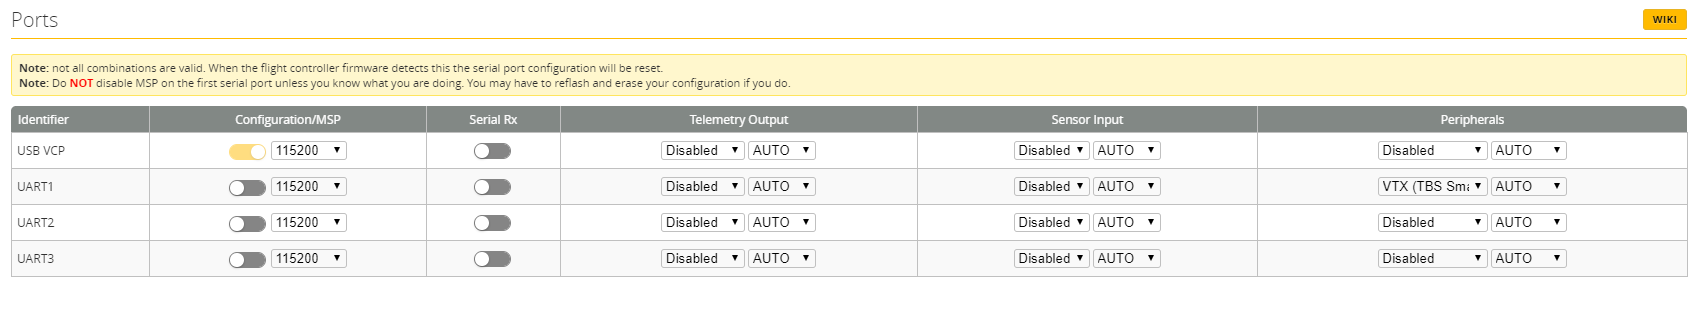 Ports
WIKI
Note: not all combinations are valid. When the flight controller firmware detects this the serial port configuration will be reset.
Note: Do NOT disable MSP on the first serial port unless you know what you are doing. You may have to reflash and erase your configuration if you do.
Identifier Configuration/MSP Serial Rx Telemetry Output Sensor Input Peripherals
USB VCP 115200 Disabled AUTO Disabled AUTO Disabled AUTO
UART1 115200 Disabled AUTO Disabled AUTO VTX (TBS Sma AUTO
UART2 115200 Disabled AUTO Disabled AUTO Disabled AUTO
UART3 115200 Disabled AUTO Disabled AUTO Disabled AUTO